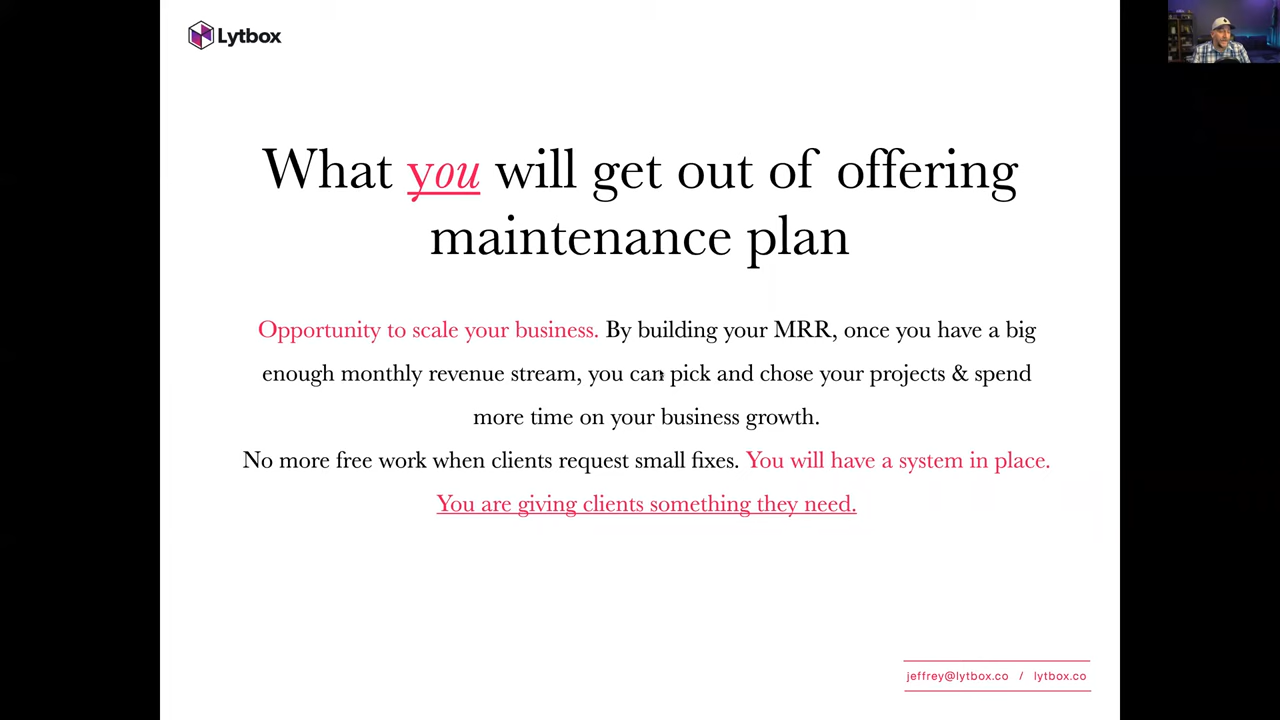 Lytbox
What you will get out of offering
maintenance plan
Opportunity to scale your business. By building your MRR, once you have a big
enough monthly revenue stream, you can pick and chose your projects & spend
more time on your business growth.
No more free work when clients request small fixes. You will have a system in place.
You are giving clients something they need.
jeffrey@lytbox.co / lytbox.co